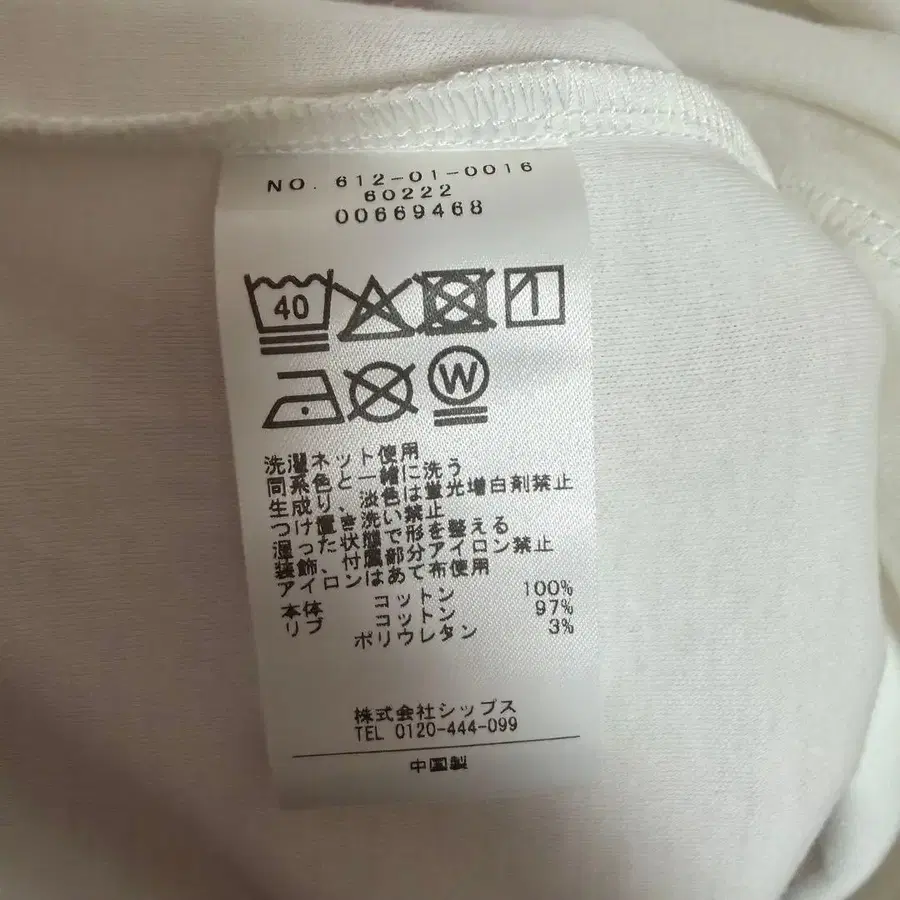 NO. 612-01-0016
60222
00669468
40
W
洗濯ネット使用
同系色と一緒に洗う
生成り、淡色は蛍光増白剤禁止
つけ置き洗い禁止
湿った状態で形を整える
装飾、付属部分アイロン禁止
アイロンはあて布使用
本体 コットン 100%
リブ コットン 97%
ポリウレタン 3%
株式会社シップス
TEL 0120-444-099
中国製